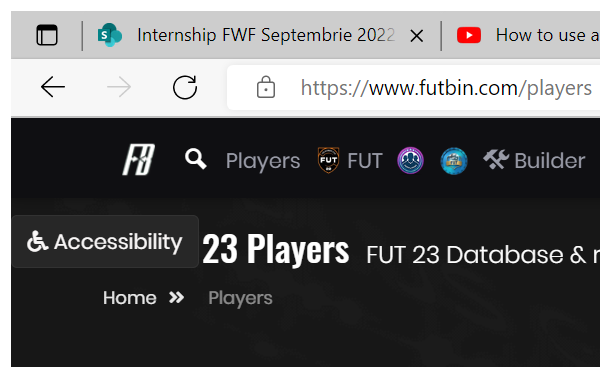 Internship FWF Septembrie 2022
How to use a
https://www.futbin.com/players
FB Players FUT Builder
Accessibility 23 Players FUT 23 Database &
Home » Players